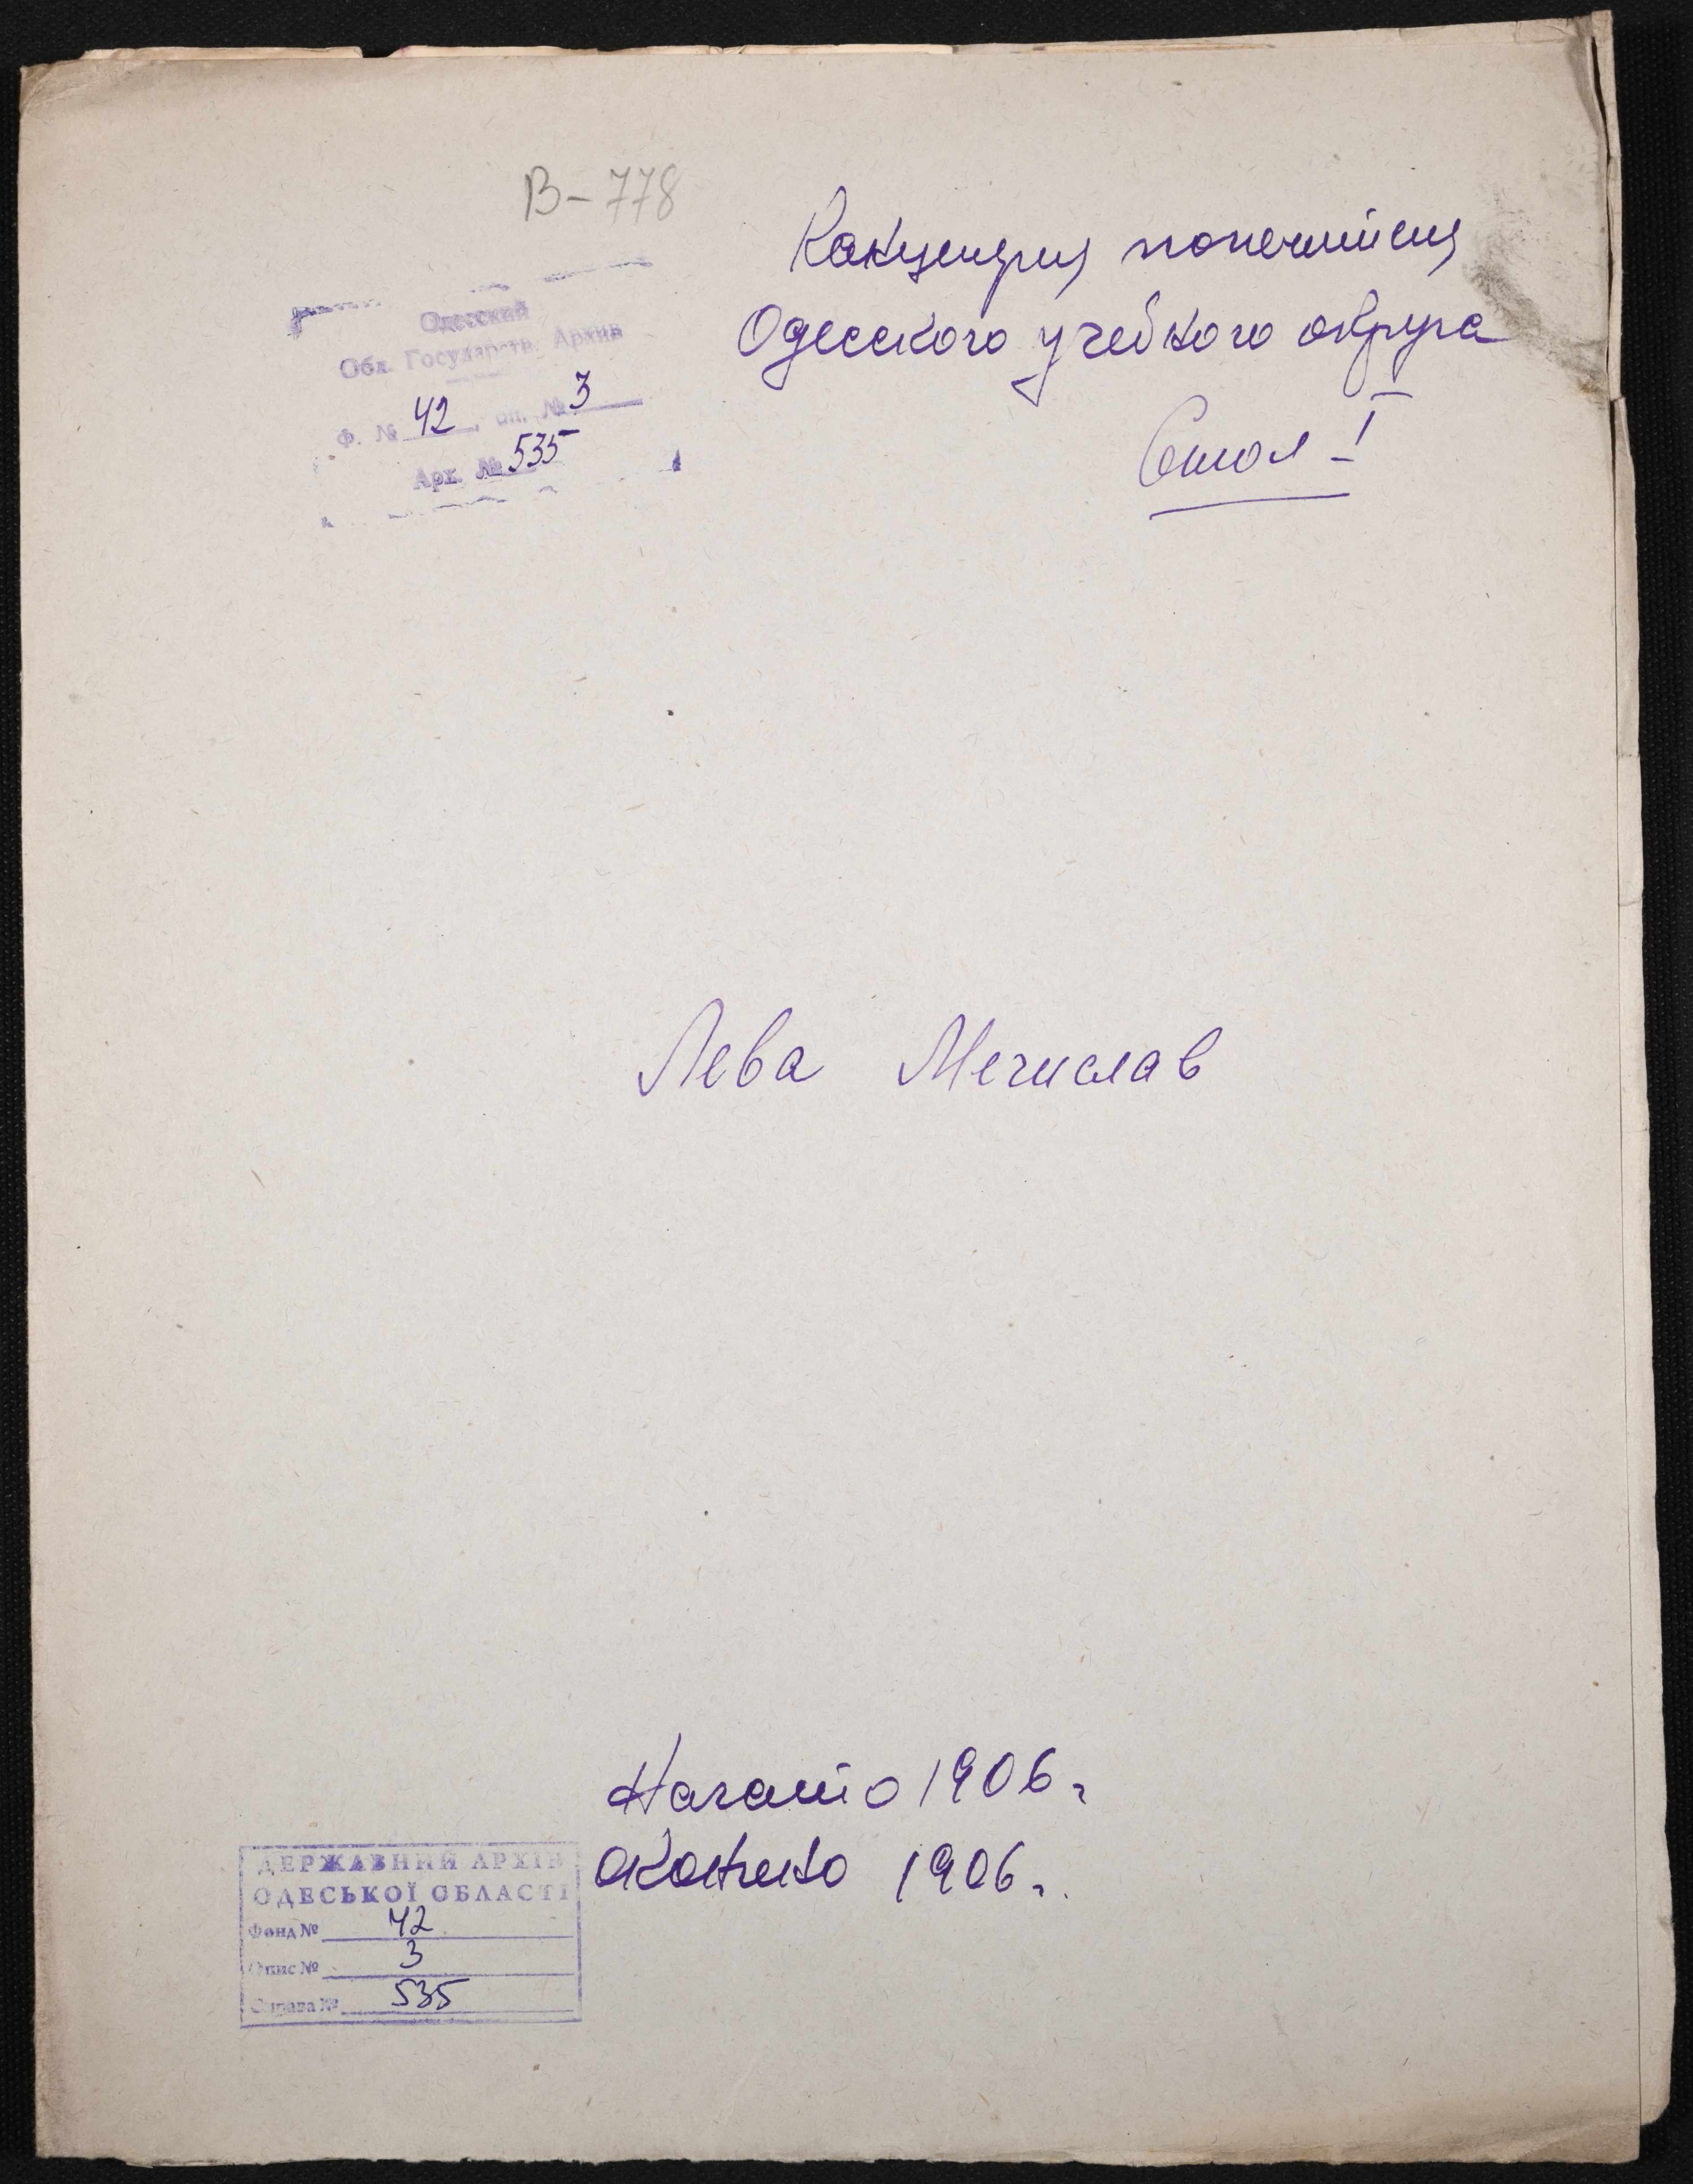 В-778
Канцелярия попечителя
Одесского учебного округа
Стол I
Одесский
Обл. Государств. Архив
Ф. № 42, оп. № 3
Арх. № 535
Лева Мечислав
Начато 1906 г.
Окончено 1906 г.
ДЕРЖАВНИЙ АРХІВ
ОДЕСЬКОЇ ОБЛАСТІ
Фонд № 42
Опис № 3
Справа № 535